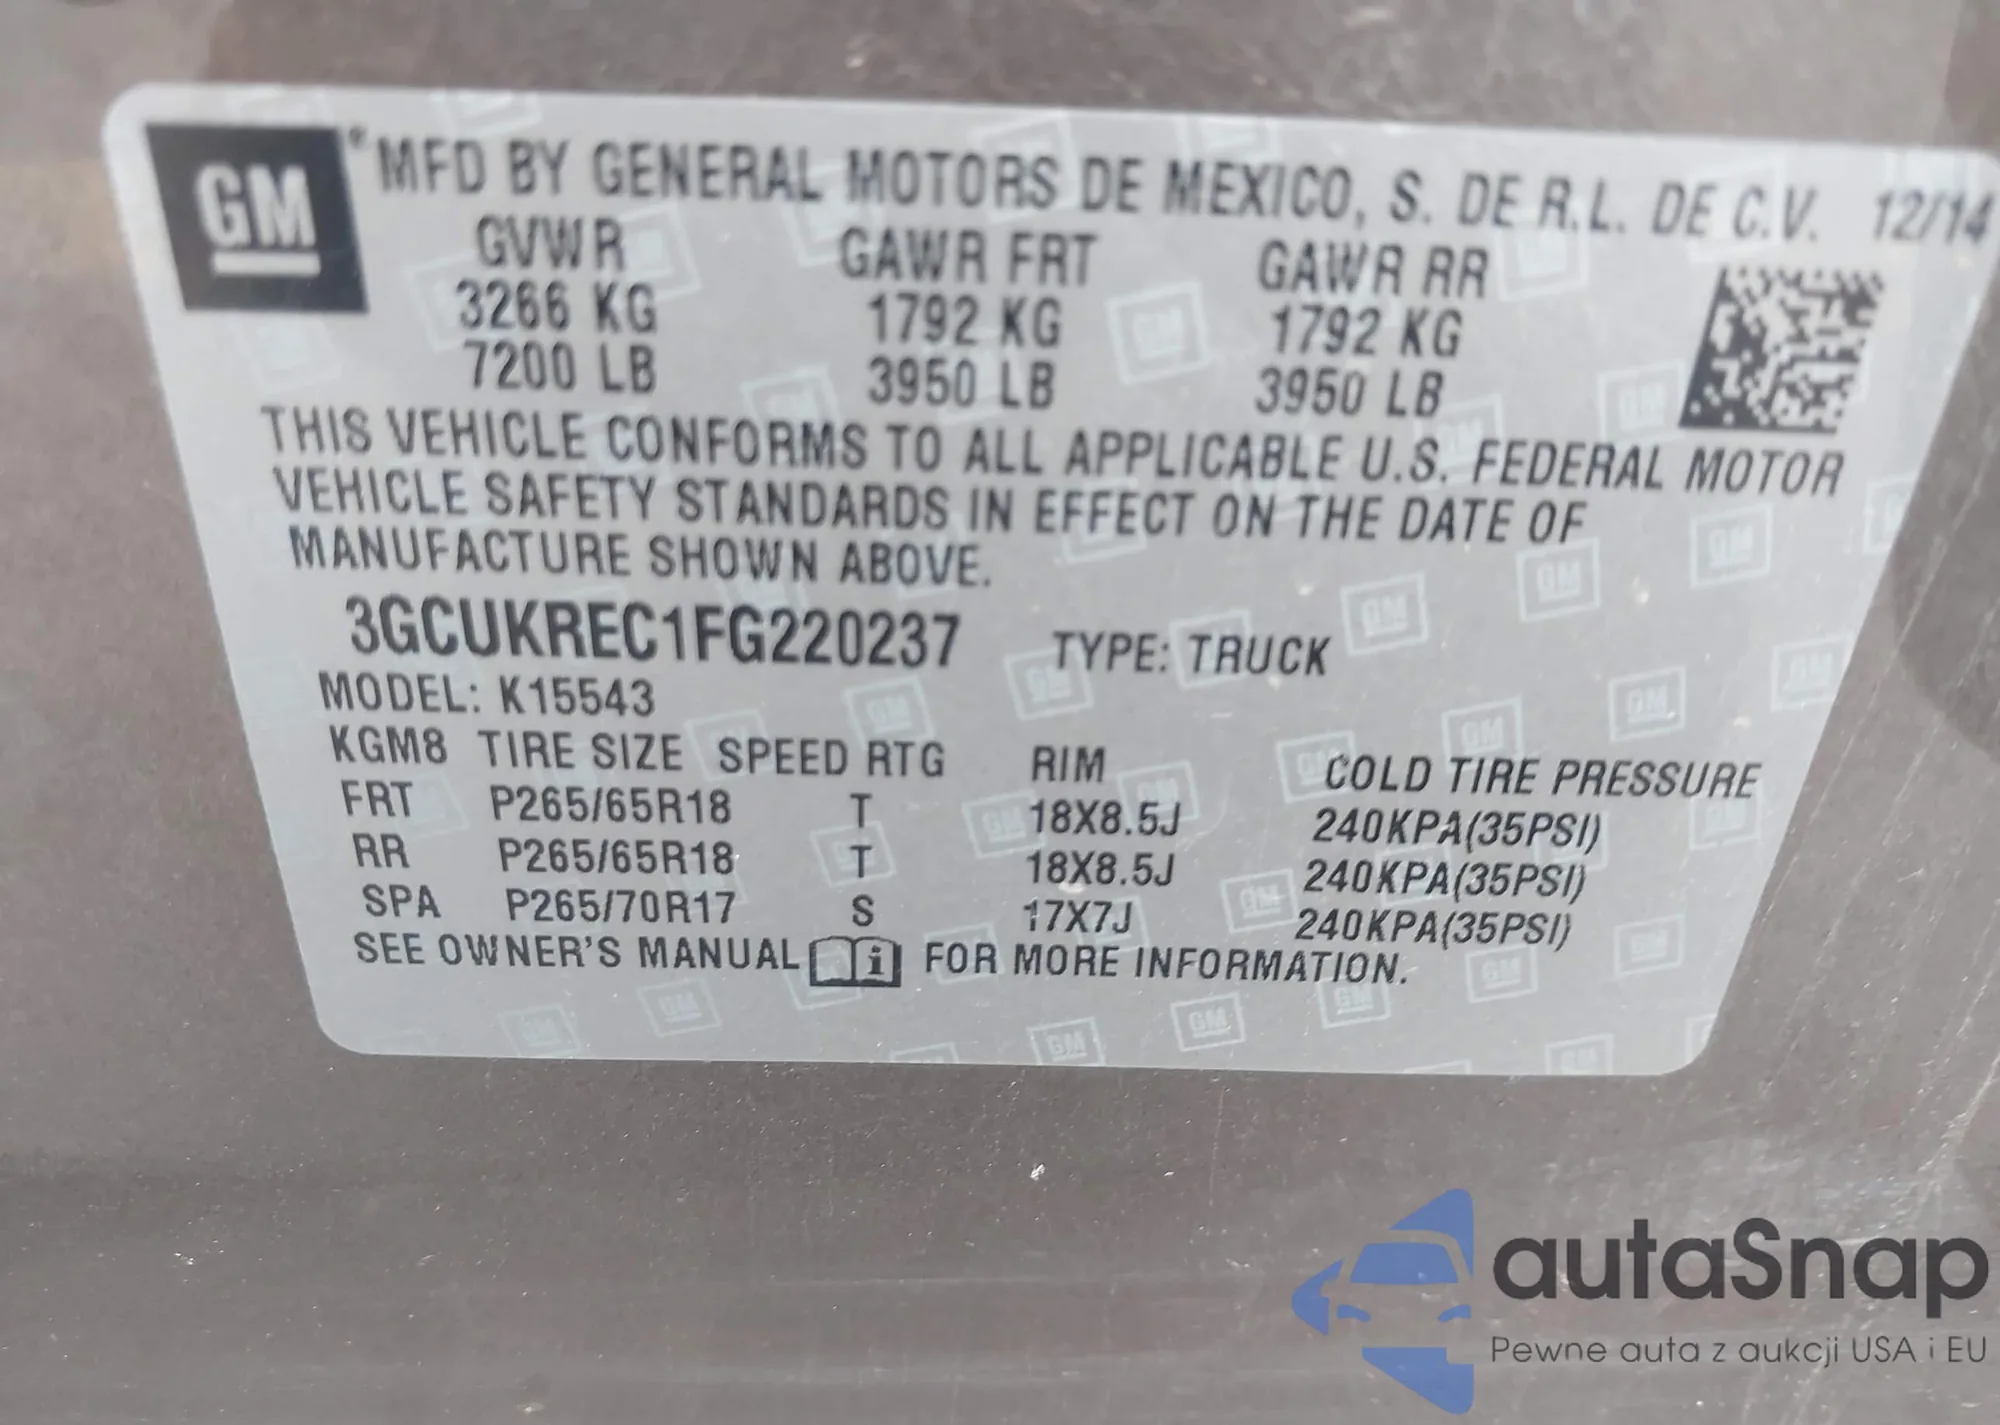 GM
® MFD BY GENERAL MOTORS DE MEXICO, S. DE R.L. DE C.V. 12/14
GVWR GAWR FRT GAWR RR
3266 KG 1792 KG 1792 KG
7200 LB 3950 LB 3950 LB
THIS VEHICLE CONFORMS TO ALL APPLICABLE U.S. FEDERAL MOTOR
VEHICLE SAFETY STANDARDS IN EFFECT ON THE DATE OF
MANUFACTURE SHOWN ABOVE.
3GCUKREC1FG220237 TYPE: TRUCK
MODEL: K15543
KGM8 TIRE SIZE SPEED RTG RIM COLD TIRE PRESSURE
FRT P265/65R18 T 18X8.5J 240KPA(35PSI)
RR P265/65R18 T 18X8.5J 240KPA(35PSI)
SPA P265/70R17 S 17X7J 240KPA(35PSI)
SEE OWNER'S MANUAL i FOR MORE INFORMATION.
autaSnap
Pewne auta z aukcji USA i EU